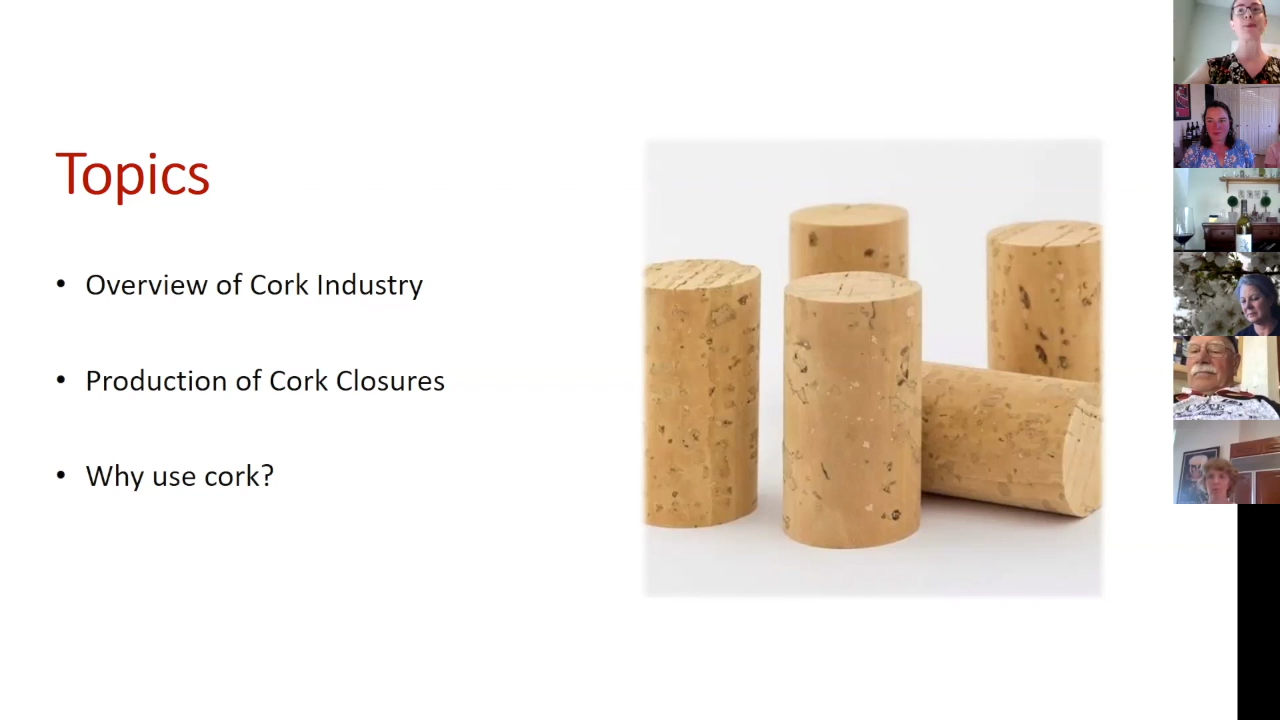 Topics
• Overview of Cork Industry
• Production of Cork Closures
• Why use cork?